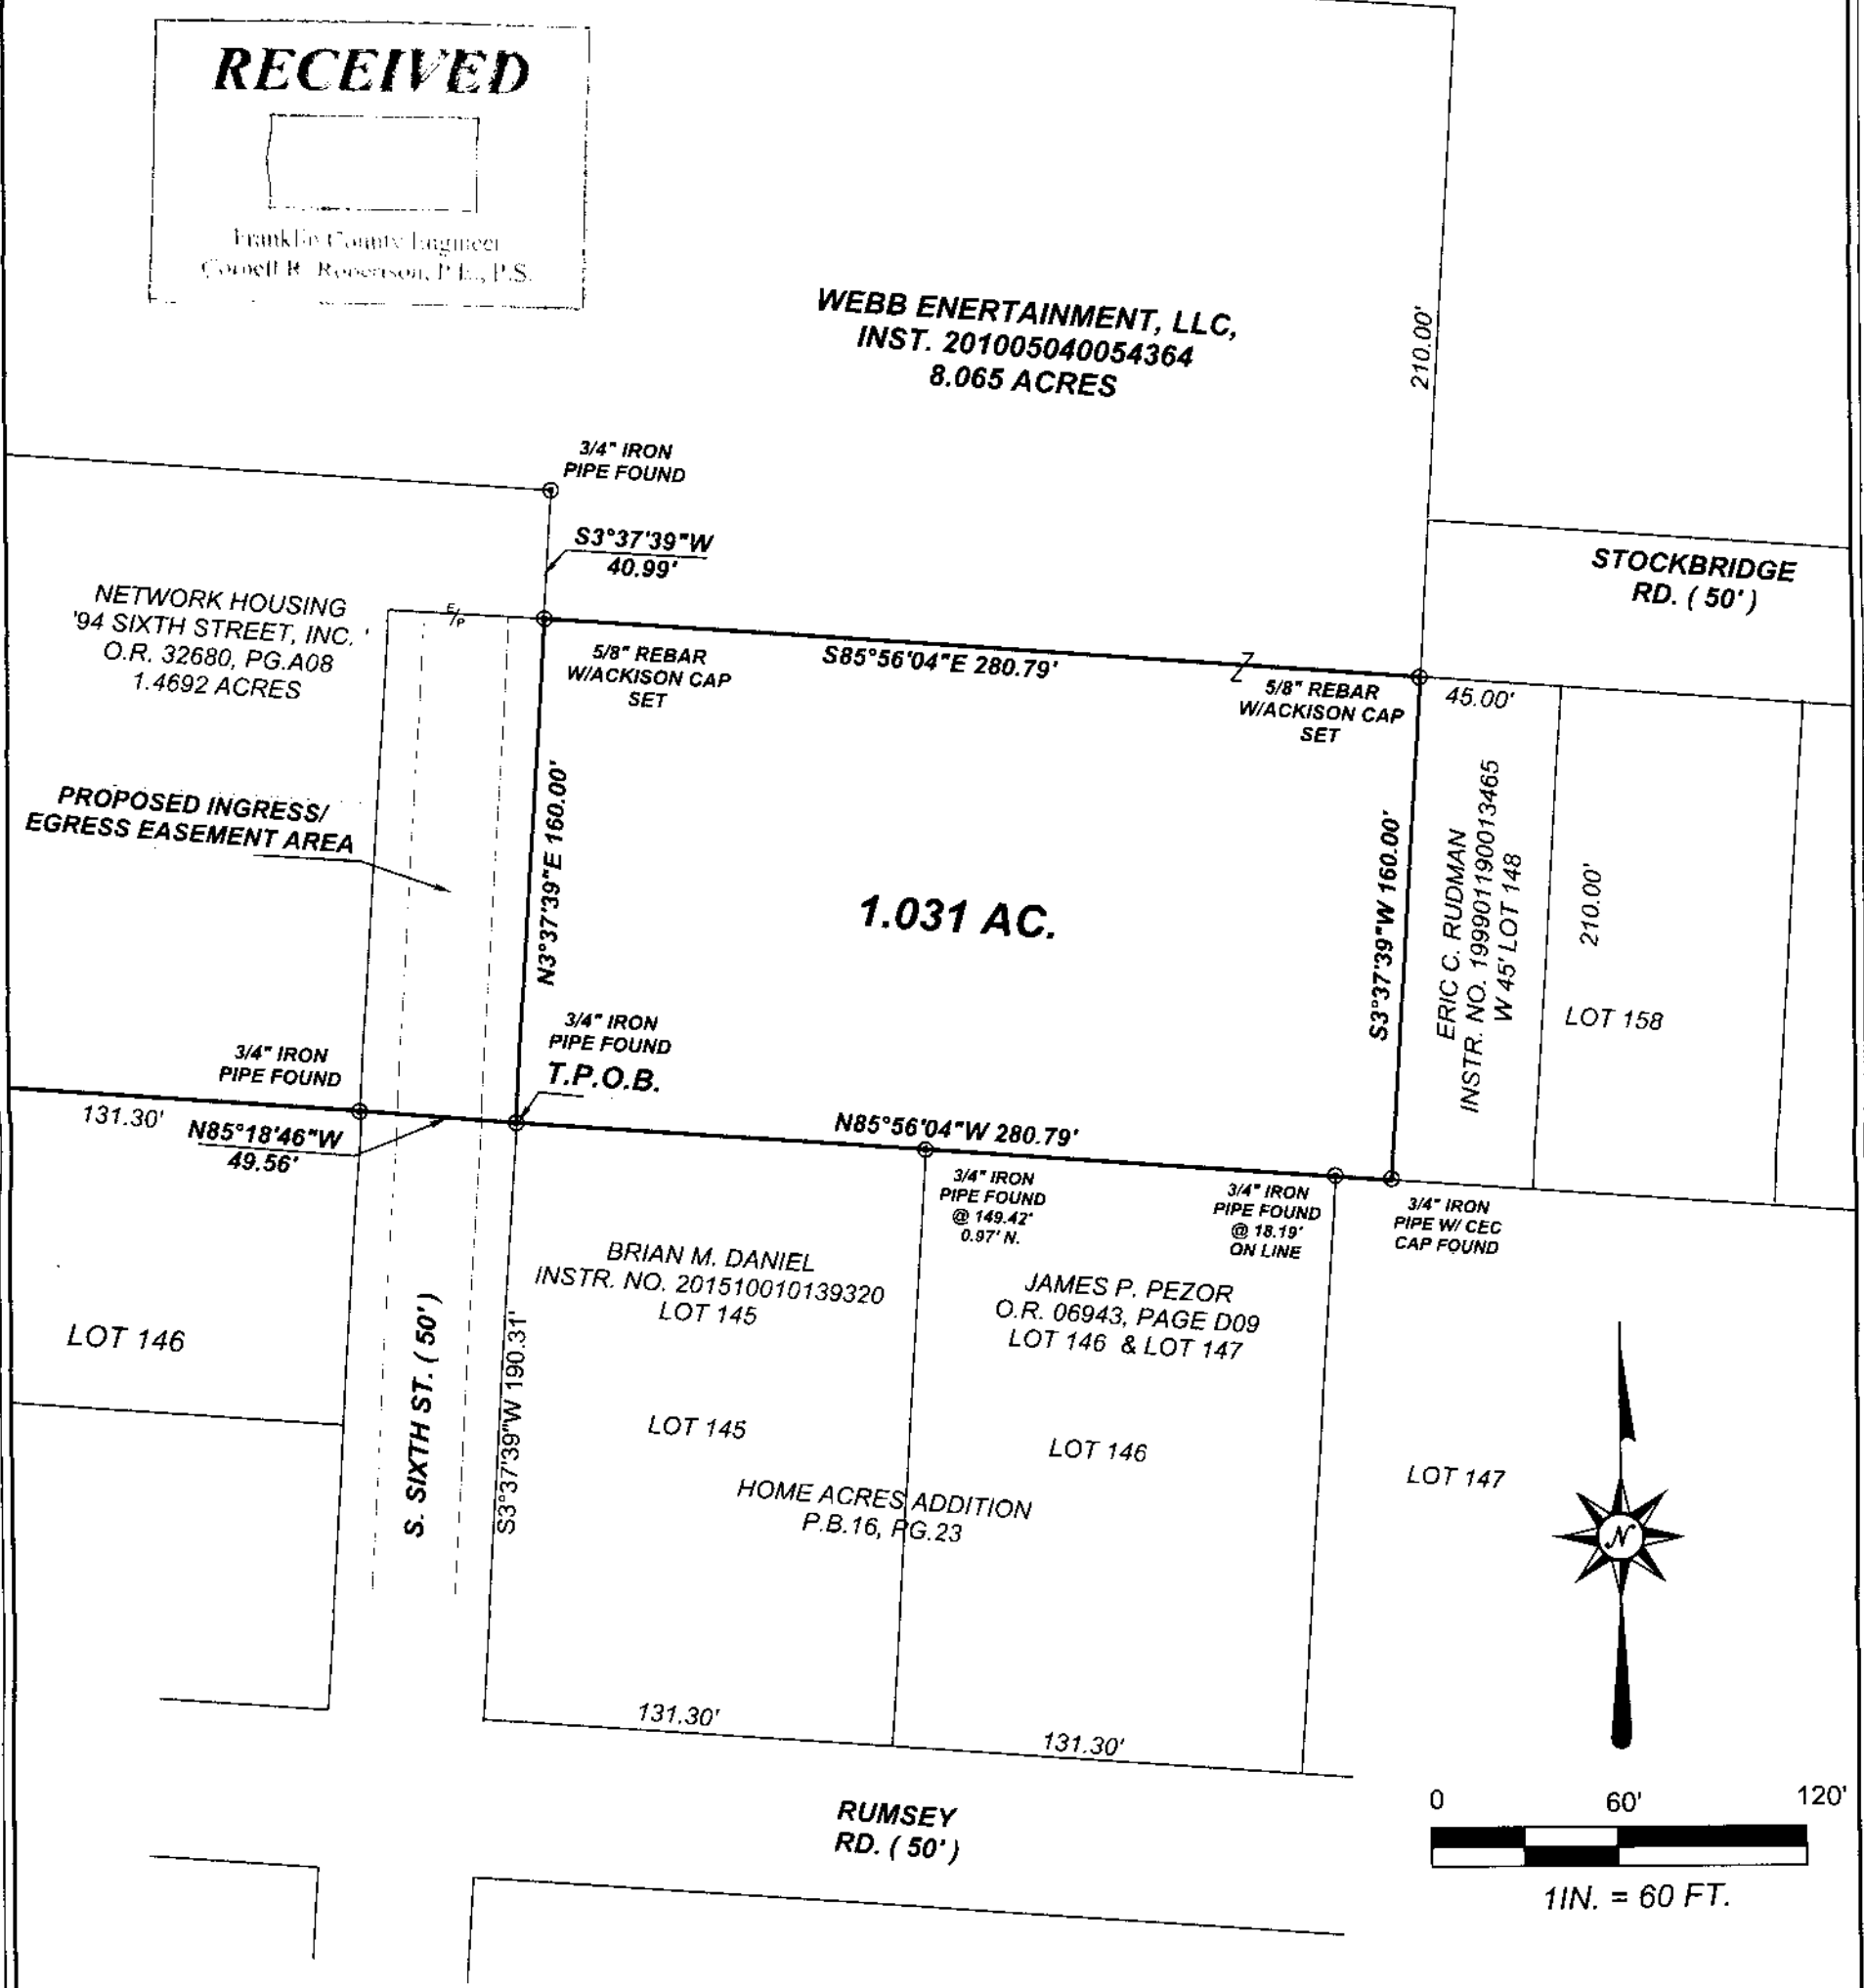 RECEIVED
Franklin County Engineer
Cornell R. Robertson, P.E., P.S.
WEBB ENERTAINMENT, LLC,
INST. 201005040054364
8.065 ACRES
210.00'
3/4" IRON
PIPE FOUND
S3°37'39"W
40.99'
STOCKBRIDGE
RD. ( 50' )
NETWORK HOUSING
'94 SIXTH STREET, INC. '
O.R. 32680, PG.A08
1.4692 ACRES
E/P
5/8" REBAR
W/ACKISON CAP
SET
S85°56'04"E 280.79'
Z
5/8" REBAR
W/ACKISON CAP
SET
45.00'
PROPOSED INGRESS/
EGRESS EASEMENT AREA
N3°37'39"E 160.00'
1.031 AC.
S3°37'39"W 160.00'
ERIC C. RUDMAN
INSTR. NO. 199901190013465
W 45' LOT 148
210.00'
LOT 158
3/4" IRON
PIPE FOUND
3/4" IRON
PIPE FOUND
T.P.O.B.
131.30'
N85°18'46"W
49.56'
N85°56'04"W 280.79'
3/4" IRON
PIPE FOUND
@ 149.42'
0.97' N.
3/4" IRON
PIPE FOUND
@ 18.19'
ON LINE
3/4" IRON
PIPE W/ CEC
CAP FOUND
BRIAN M. DANIEL
INSTR. NO. 201510010139320
LOT 145
JAMES P. PEZOR
O.R. 06943, PAGE D09
LOT 146 & LOT 147
LOT 146
S. SIXTH ST. ( 50' )
S3°37'39"W 190.31'
LOT 145
LOT 146
LOT 147
HOME ACRES ADDITION
P.B.16, PG.23
N
131.30'
131.30'
RUMSEY
RD. ( 50' )
0 60' 120'
1IN. = 60 FT.